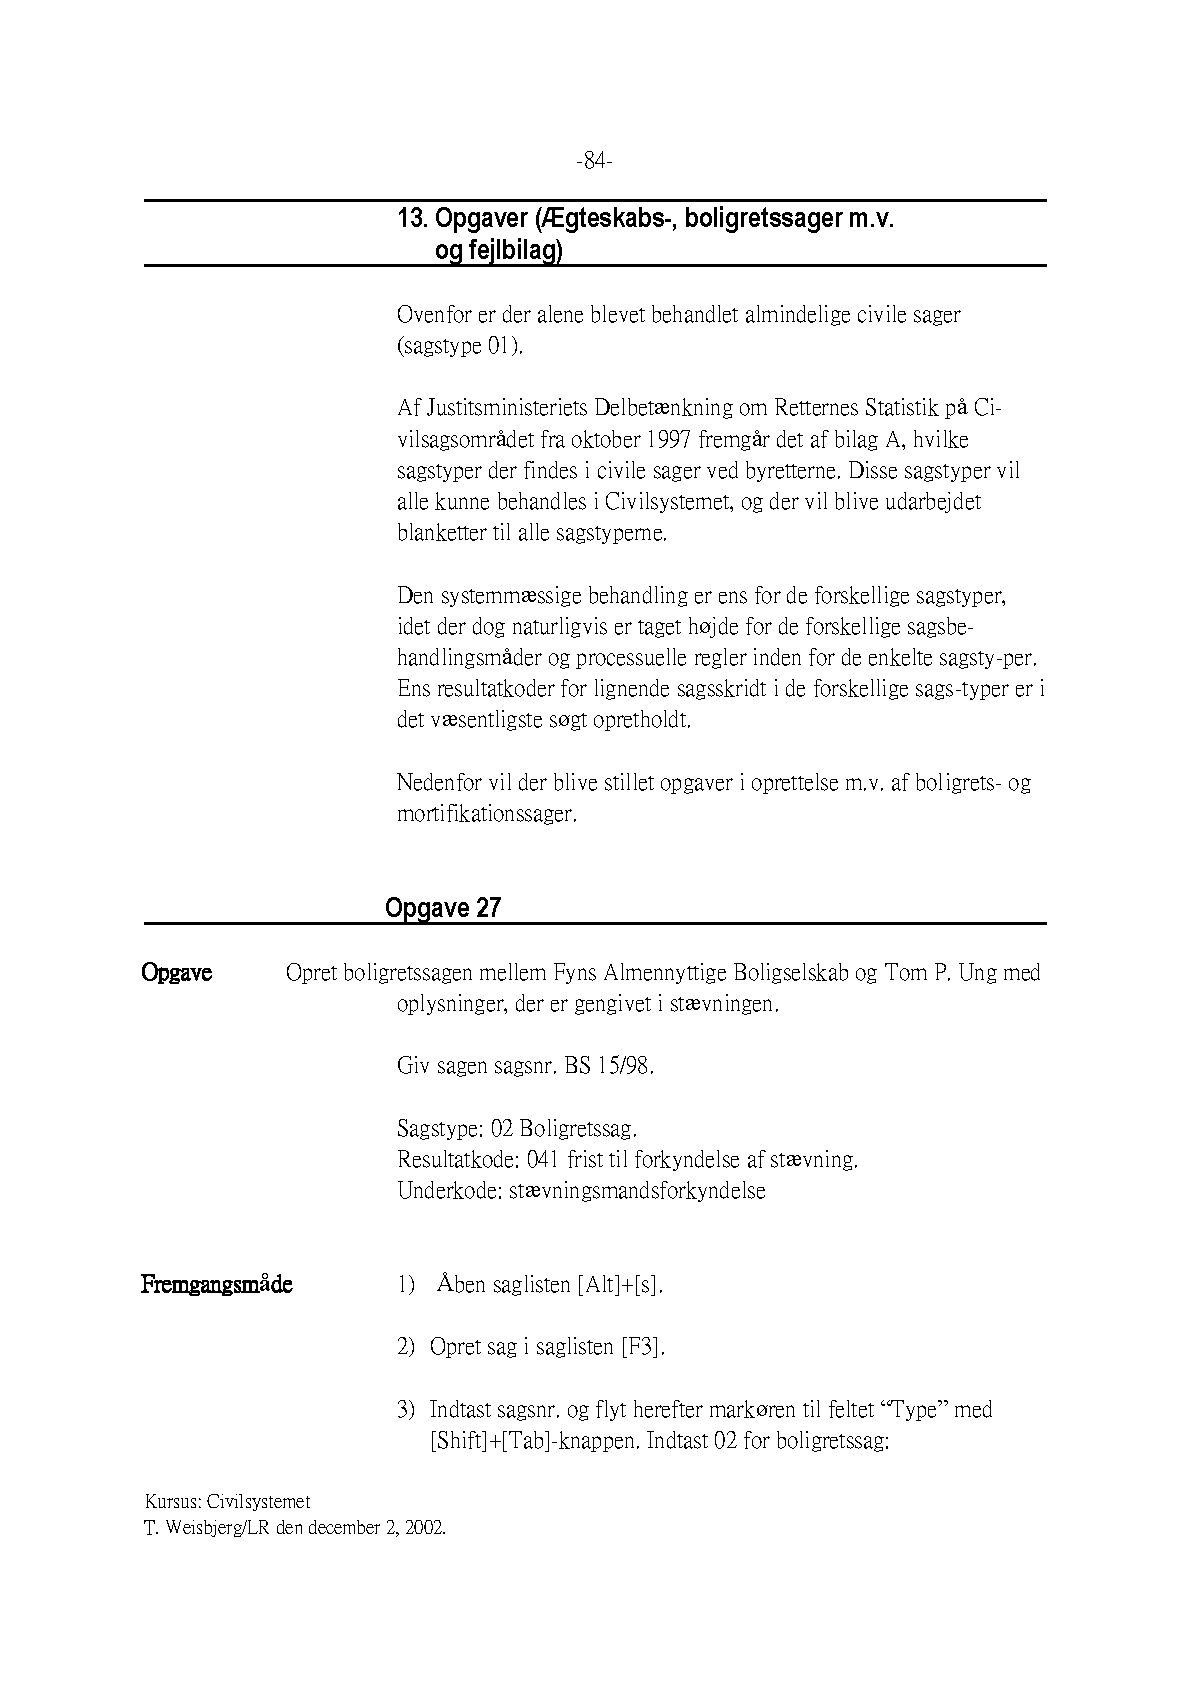 -84-
13. Opgaver (Ægteskabs-, boligretssager m.v.
og fejlbilag)
Ovenfor er der alene blevet behandlet almindelige civile sager
(sagstype 01).
Af Justitsministeriets Delbetænkning om Retternes Statistik på Ci-
vilsagsområdet fra oktober 1997 fremgår det af bilag A, hvilke
sagstyper der findes i civile sager ved byretterne. Disse sagstyper vil
alle kunne behandles i Civilsystemet, og der vil blive udarbejdet
blanketter til alle sagstyperne.
Den systemmæssige behandling er ens for de forskellige sagstyper,
idet der dog naturligvis er taget højde for de forskellige sagsbe-
handlingsmåder og processuelle regler inden for de enkelte sagsty-per.
Ens resultatkoder for lignende sagsskridt i de forskellige sags-typer er i
det væsentligste søgt opretholdt.
Nedenfor vil der blive stillet opgaver i oprettelse m.v. af boligrets- og
mortifikationssager.
Opgave 27
Opgave Opret boligretssagen mellem Fyns Almennyttige Boligselskab og Tom P. Ung med
oplysninger, der er gengivet i stævningen.
Giv sagen sagsnr. BS 15/98.
Sagstype: 02 Boligretssag.
Resultatkode: 041 frist til forkyndelse af stævning.
Underkode: stævningsmandsforkyndelse
Fremgangsmåde 1) Åben saglisten [Alt]+[s].
2) Opret sag i saglisten [F3].
3) Indtast sagsnr. og flyt herefter markøren til feltet “Type” med
[Shift]+[Tab]-knappen. Indtast 02 for boligretssag:
Kursus: Civilsystemet
T. Weisbjerg/LR den december 2, 2002.